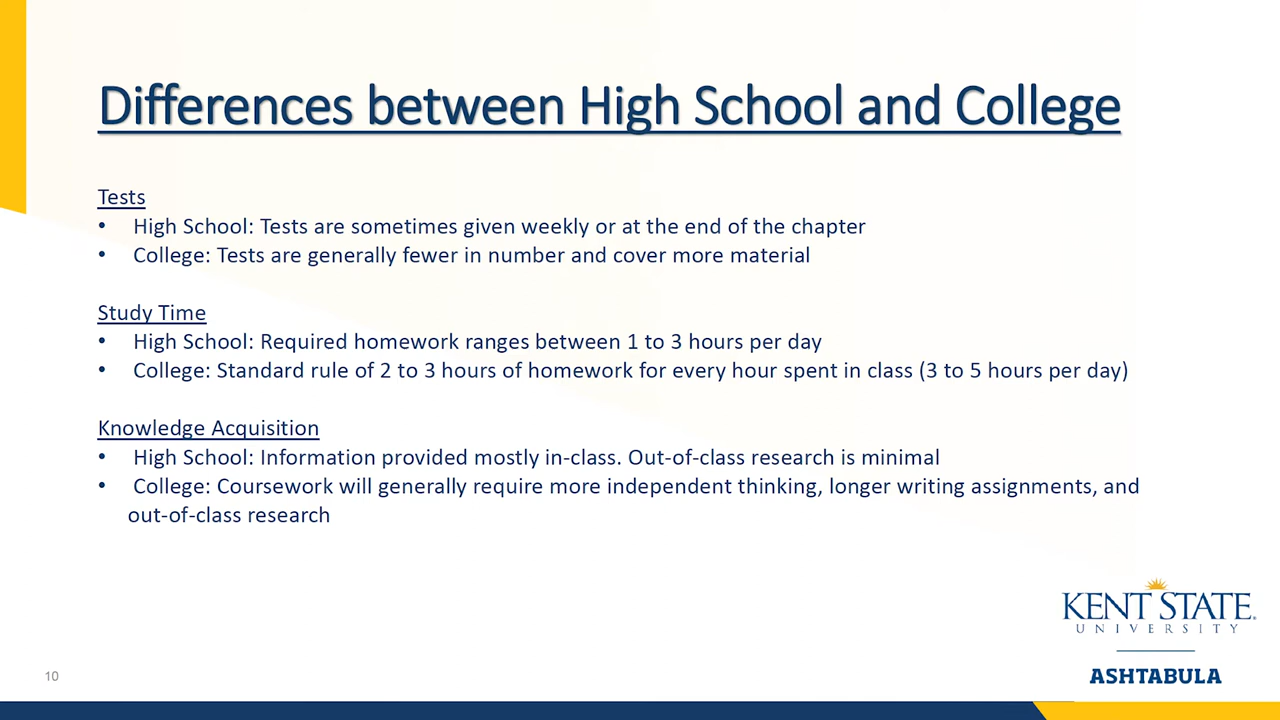 Differences between High School and College
Tests
• High School: Tests are sometimes given weekly or at the end of the chapter
• College: Tests are generally fewer in number and cover more material
Study Time
• High School: Required homework ranges between 1 to 3 hours per day
• College: Standard rule of 2 to 3 hours of homework for every hour spent in class (3 to 5 hours per day)
Knowledge Acquisition
• High School: Information provided mostly in-class. Out-of-class research is minimal
• College: Coursework will generally require more independent thinking, longer writing assignments, and
out-of-class research
KENT STATE
UNIVERSITY
ASHTABULA
10